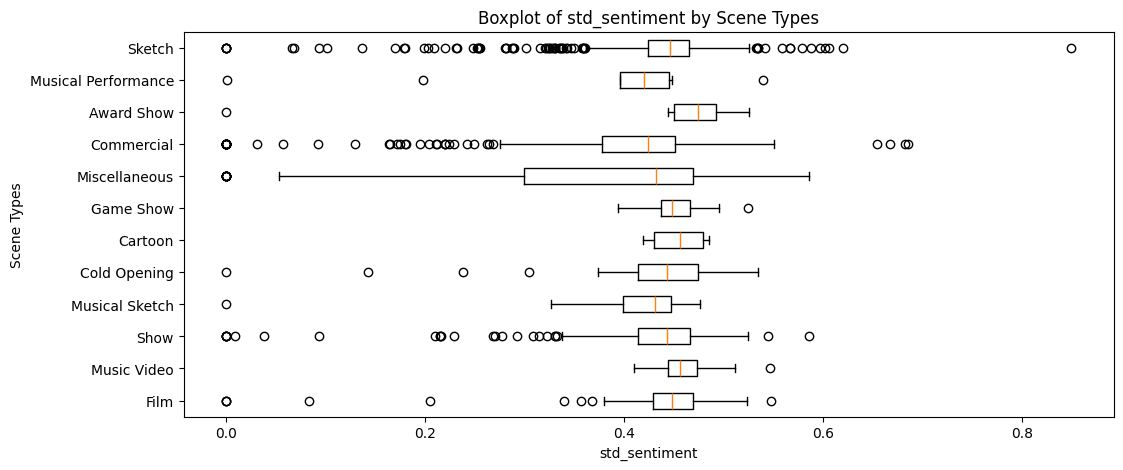 Boxplot of std_sentiment by Scene Types
Scene Types
Sketch
Musical Performance
Award Show
Commercial
Miscellaneous
Game Show
Cartoon
Cold Opening
Musical Sketch
Show
Music Video
Film
0.0 0.2 0.4 0.6 0.8
std_sentiment